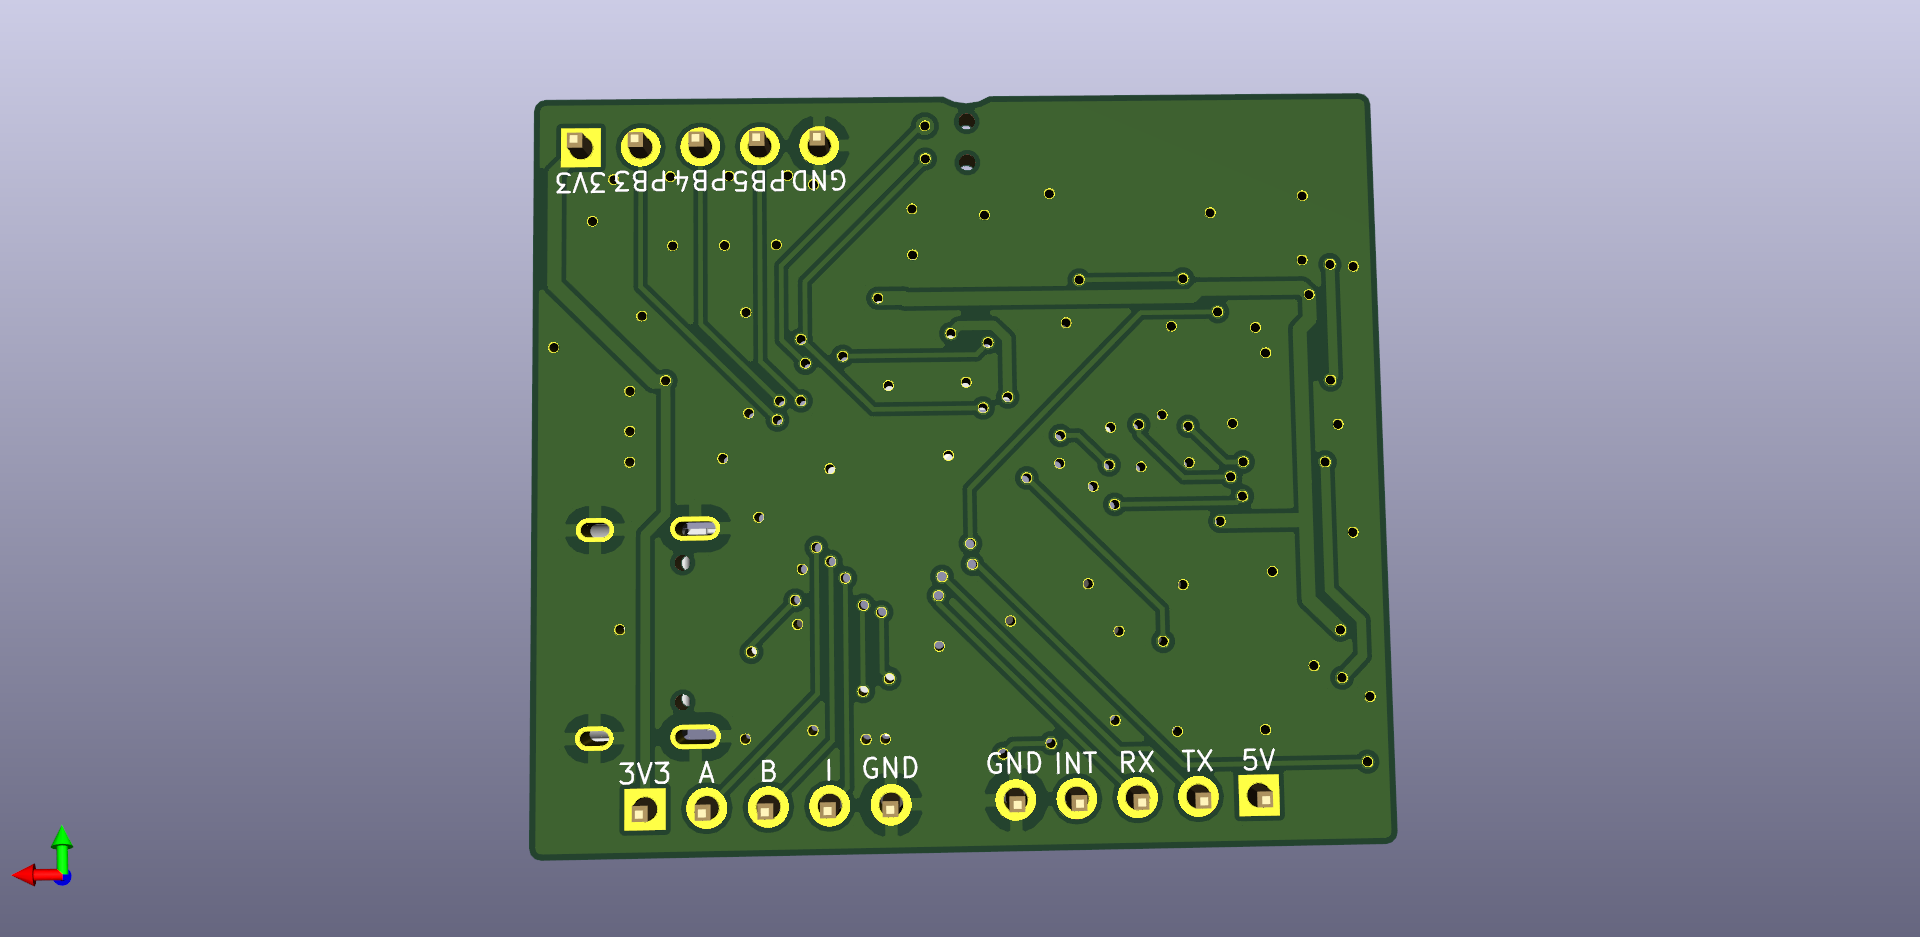 GND PB5 PB4 PB3 3V3
3V3 A B I GND GND INT RX TX 5V